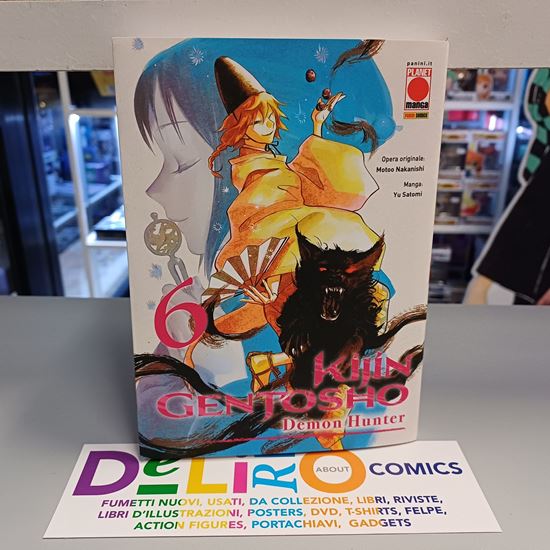 panini.it
PLANET
manga
PANINI COMICS
Opera originale:
Motoo Nakanishi
Manga:
Yu Satomi
6
KIJIN
GENTOSHO
Demon Hunter
DeLiRO ABOUT COMICS
FUMETTI NUOVI, USATI, DA COLLEZIONE, LIBRI, RIVISTE,
LIBRI D'ILLUSTRAZIONI, POSTERS, DVD, T-SHIRTS, FELPE,
ACTION FIGURES, PORTACHIAVI, GADGETS